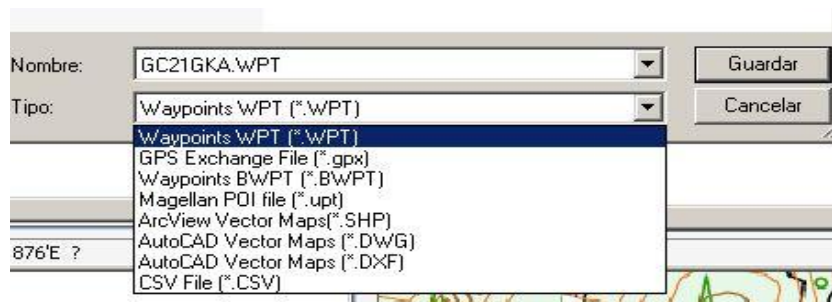 Nombre: GC21GKA.WPT Guardar
Tipo: Waypoints WPT (*.WPT) Cancelar
Waypoints WPT (*.WPT)
GPS Exchange File (*.gpx)
Waypoints BWPT (*.BWPT)
Magellan POI file (*.upt)
ArcView Vector Maps(*.SHP)
AutoCAD Vector Maps (*.DWG)
876'E ?
AutoCAD Vector Maps (*.DXF)
CSV File (*.CSV)